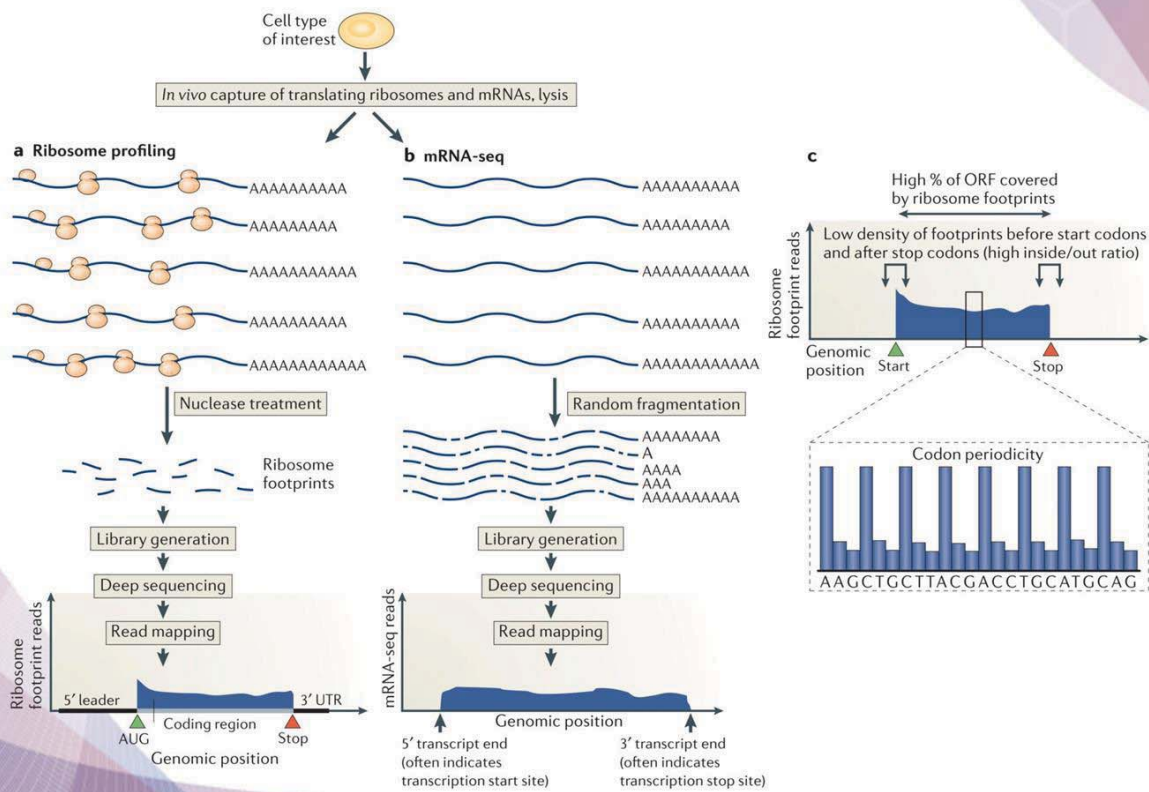 Cell type
of interest
In vivo capture of translating ribosomes and mRNAs, lysis
a Ribosome profiling
AAAAAAAAAAA
AAAAAAAAA
AAAAAAAAAAA
AAAAAAAAAA
AAAAAAAAAAAA
Nuclease treatment
Ribosome
footprints
Library generation
Deep sequencing
Read mapping
Ribosome
footprint reads
5′ leader
3′ UTR
Coding region
AUG
Stop
Genomic position
b mRNA-seq
AAAAAAAAAAA
AAAAAAAAA
AAAAAAAAAAA
AAAAAAAAAA
AAAAAAAAAAAA
Random fragmentation
AAAAAAAA
A
AAAA
AAA
AAAAAAAAAA
Library generation
Deep sequencing
Read mapping
mRNA-seq reads
Genomic position
5′ transcript end
(often indicates
transcription start site)
3′ transcript end
(often indicates
transcription stop site)
c
High % of ORF covered
by ribosome footprints
Low density of footprints before start codons
and after stop codons (high inside/out ratio)
Ribosome
footprint reads
Genomic
position
Start
Stop
Codon periodicity
AAGCTGCTTACGACCTGCATGCAG